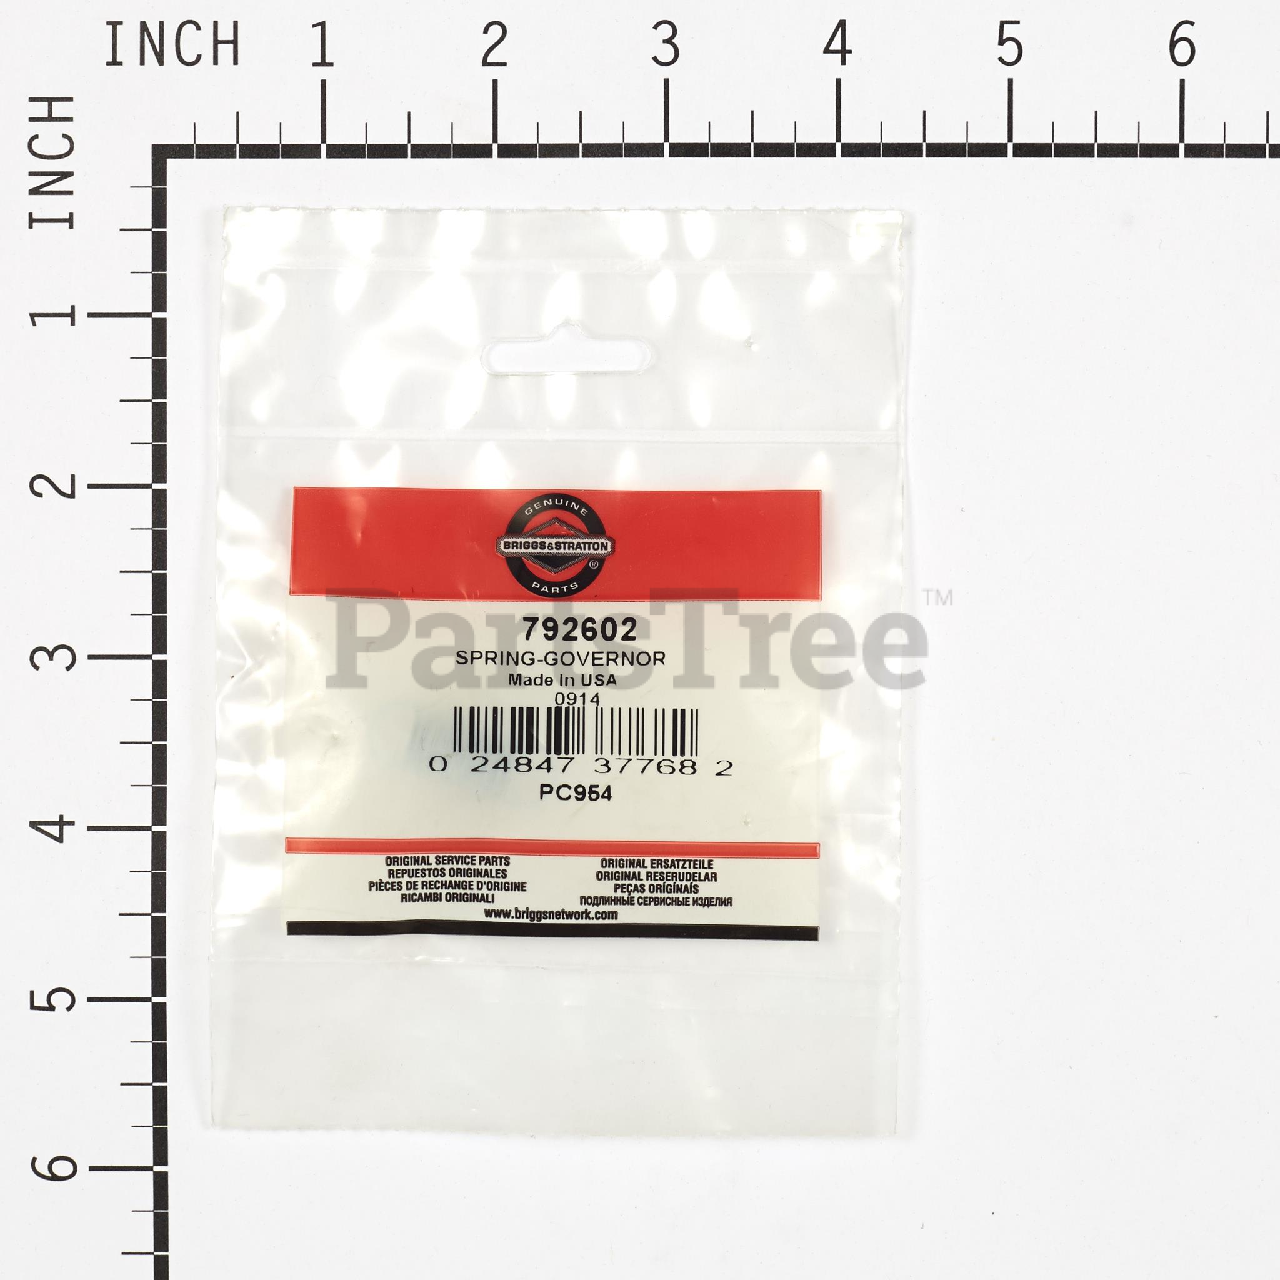 INCH 1 2 3 4 5 6
INCH
1
2
3
4
5
6
GENUINE
BRIGGS&STRATTON
®
PARTS
PartsTree™
792602
SPRING-GOVERNOR
Made In USA
0914
0 24847 37768 2
PC954
ORIGINAL SERVICE PARTS
REPUESTOS ORIGINALES
PIÈCES DE RECHANGE D'ORIGINE
RICAMBI ORIGINALI
ORIGINAL ERSATZTEILE
ORIGINAL RESERUDELAR
PEÇAS ORIGÍNAIS
ПОДЛИННЫЕ СЕРВИСНЫЕ ИЗДЕЛИЯ
www.briggsnetwork.com